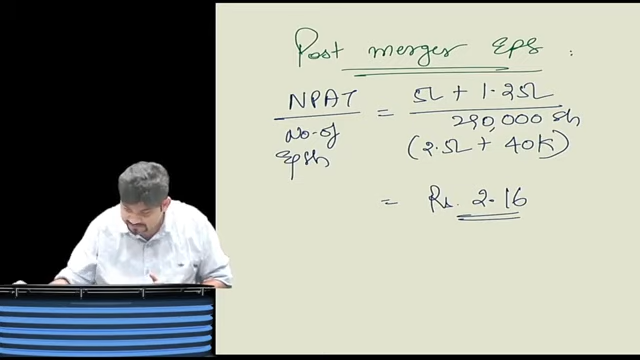 Post merger EPS :
NPAT / No. of EqSh = 5L + 1.25L / 290,000 Sh
(2.5L + 40K)
= Rs. 2.16